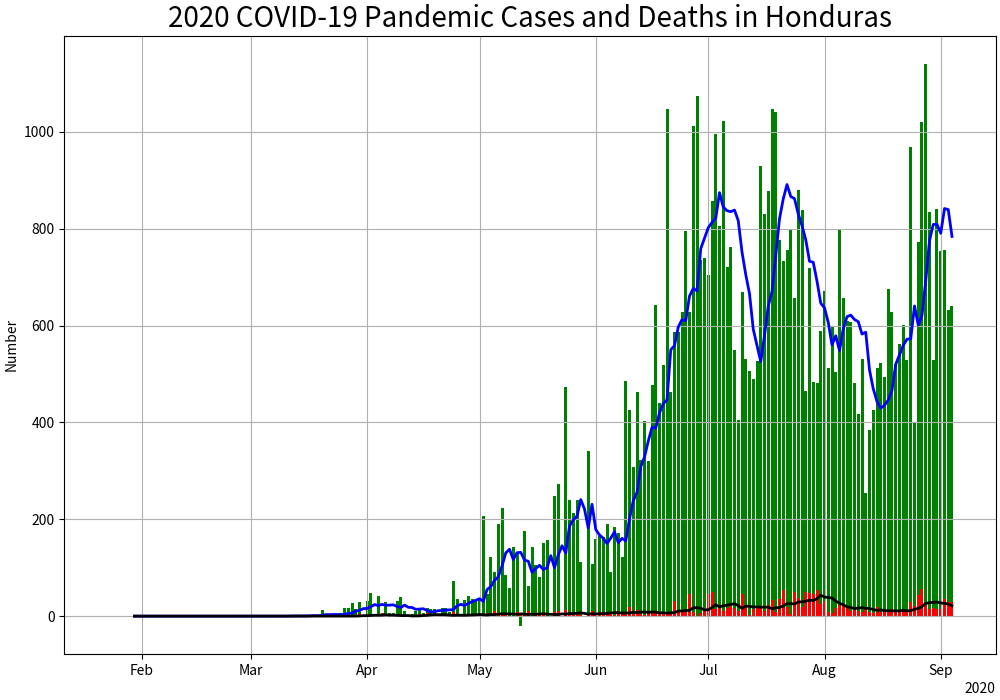 2020 COVID-19 Pandemic Cases and Deaths in Honduras
Number
1000
800
600
400
200
0
Feb Mar Apr May Jun Jul Aug Sep
2020